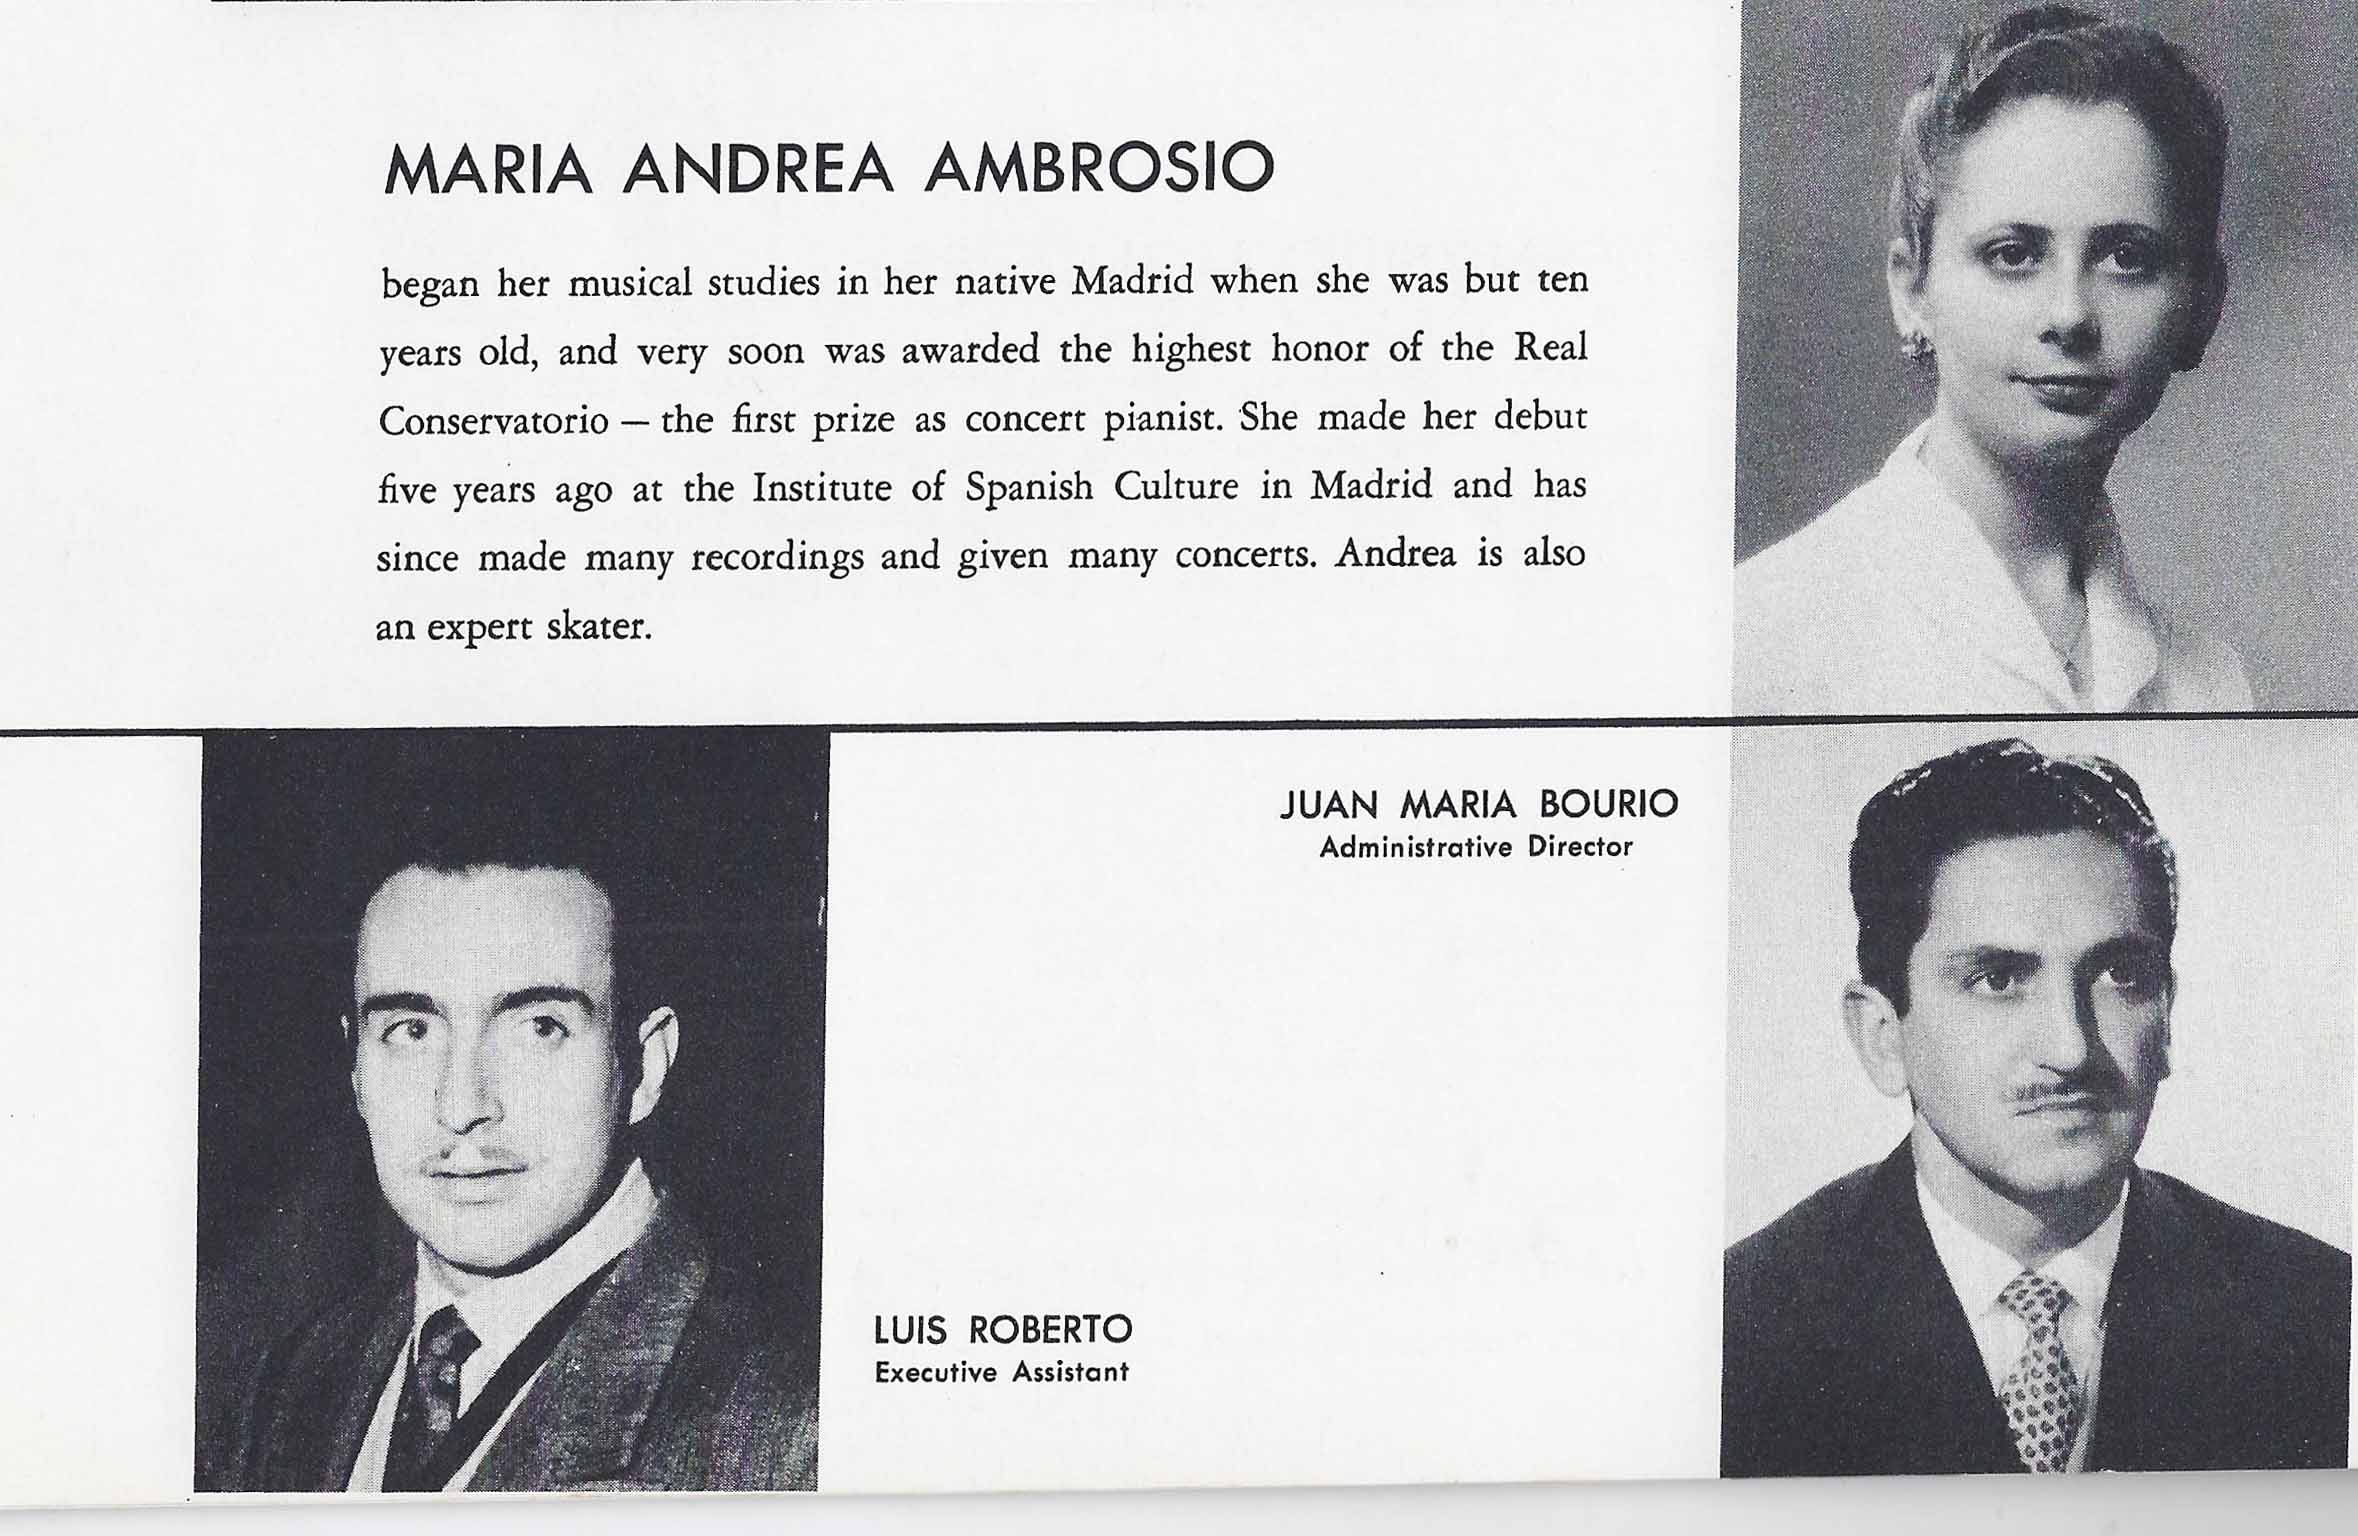 MARIA ANDREA AMBROSIO
began her musical studies in her native Madrid when she was but ten
years old, and very soon was awarded the highest honor of the Real
Conservatorio — the first prize as concert pianist. She made her debut
five years ago at the Institute of Spanish Culture in Madrid and has
since made many recordings and given many concerts. Andrea is also
an expert skater.
JUAN MARIA BOURIO
Administrative Director
LUIS ROBERTO
Executive Assistant